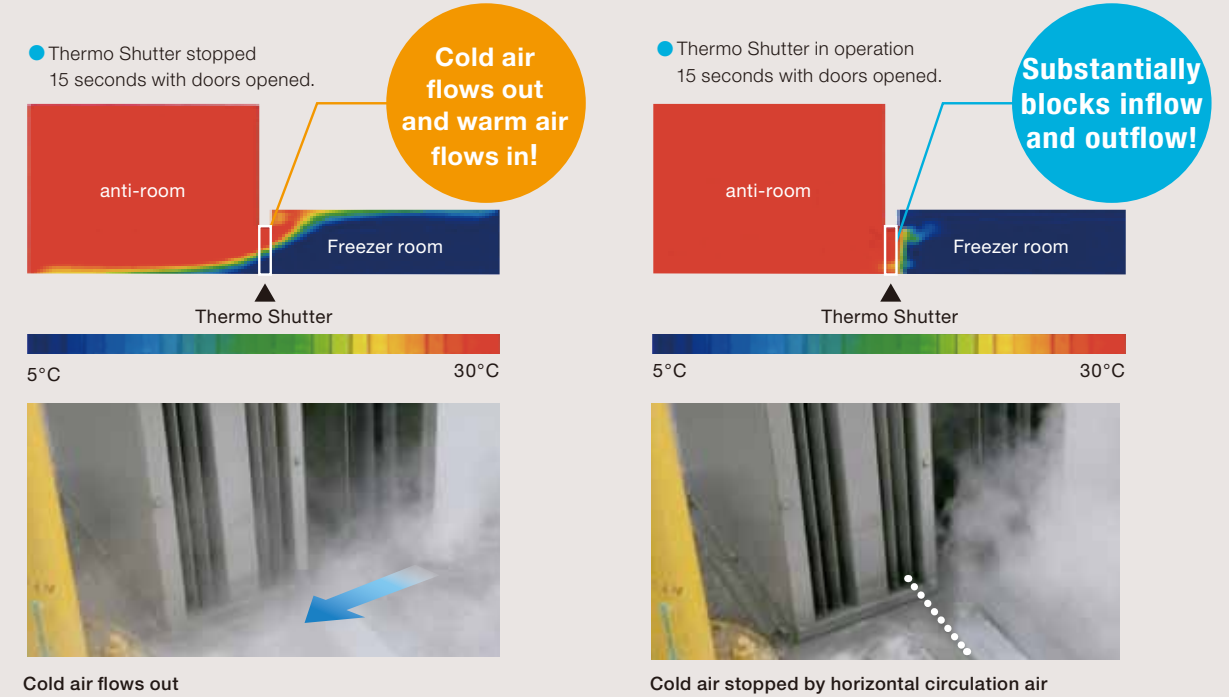 Thermo Shutter stopped
15 seconds with doors opened.
Cold air
flows out
and warm air
flows in!
anti-room
Freezer room
Thermo Shutter
5°C
30°C
Cold air flows out
Thermo Shutter in operation
15 seconds with doors opened.
Substantially
blocks inflow
and outflow!
anti-room
Freezer room
Thermo Shutter
5°C
30°C
Cold air stopped by horizontal circulation air